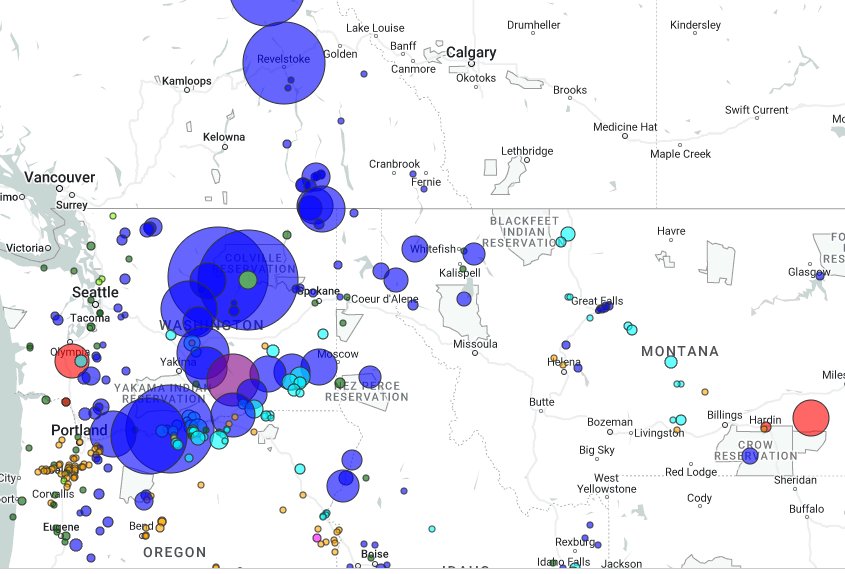 Drumheller
Kindersley
Lake Louise
Banff
Golden
Calgary
Revelstoke
Canmore
Okotoks
Kamloops
Brooks
Swift Current
Medicine Hat
Kelowna
Lethbridge
Maple Creek
Cranbrook
Fernie
Vancouver
Surrey
BLACKFEET
INDIAN
RESERVATION
Havre
Victoria
Whitefish
COLVILLE
RESERVATION
Kalispell
Glasgow
Seattle
Spokane
Coeur d'Alene
Great Falls
Tacoma
WASHINGTON
Olympia
Missoula
MONTANA
Moscow
Yakima
Helena
YAKAMA INDIAN
RESERVATION
NEZ PERCE
RESERVATION
Butte
Billings
Hardin
Bozeman
Livingston
Portland
Big Sky
CROW
RESERVATION
Red Lodge
Sheridan
West
Yellowstone
Cody
Corvallis
Buffalo
Eugene
Bend
OREGON
Rexburg
Boise
Idaho Falls
Jackson